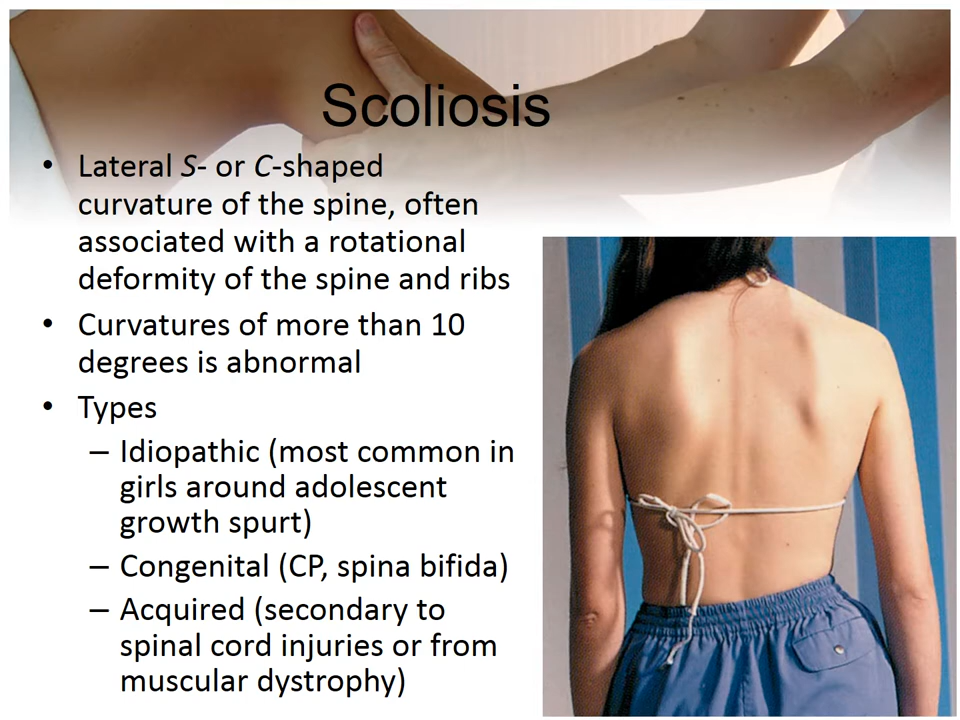 Scoliosis
• Lateral S- or C-shaped
curvature of the spine, often
associated with a rotational
deformity of the spine and ribs
• Curvatures of more than 10
degrees is abnormal
• Types
– Idiopathic (most common in
girls around adolescent
growth spurt)
– Congenital (CP, spina bifida)
– Acquired (secondary to
spinal cord injuries or from
muscular dystrophy)